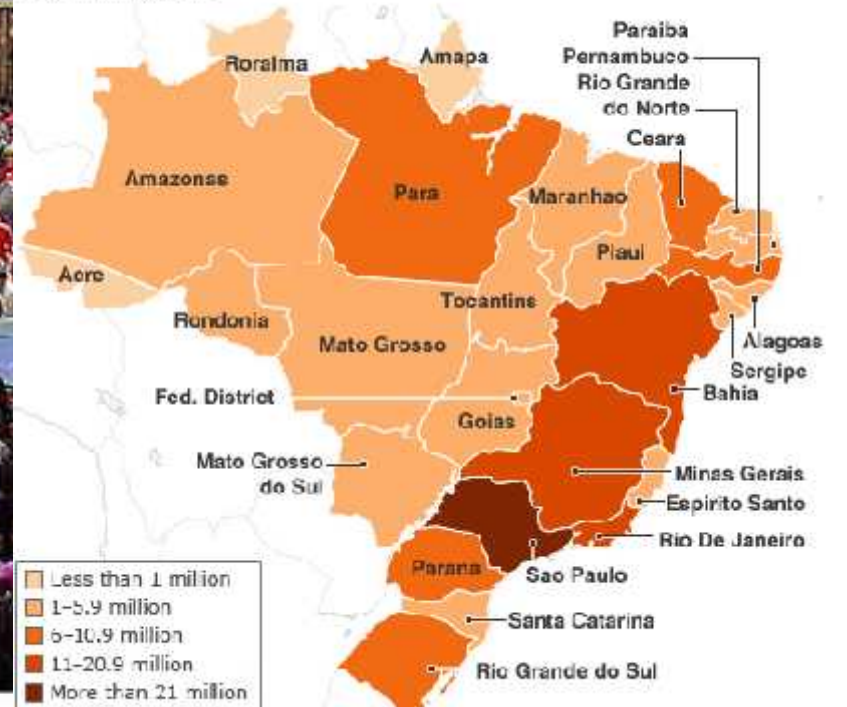 Roraima
Amapa
Paraiba
Pernambuco
Rio Grande
do Norte
Ceara
Amazonas
Para
Maranhao
Piaui
Acre
Tocantins
Rondonia
Mato Grosso
Alagoas
Sergipe
Bahia
Fed. District
Goias
Mato Grosso
do Sul
Minas Gerais
Espirito Santo
Rio De Janeiro
Parana
Sao Paulo
Santa Catarina
Rio Grande do Sul
Less than 1 million
1-5.9 million
6-10.9 million
11-20.9 million
More than 21 million